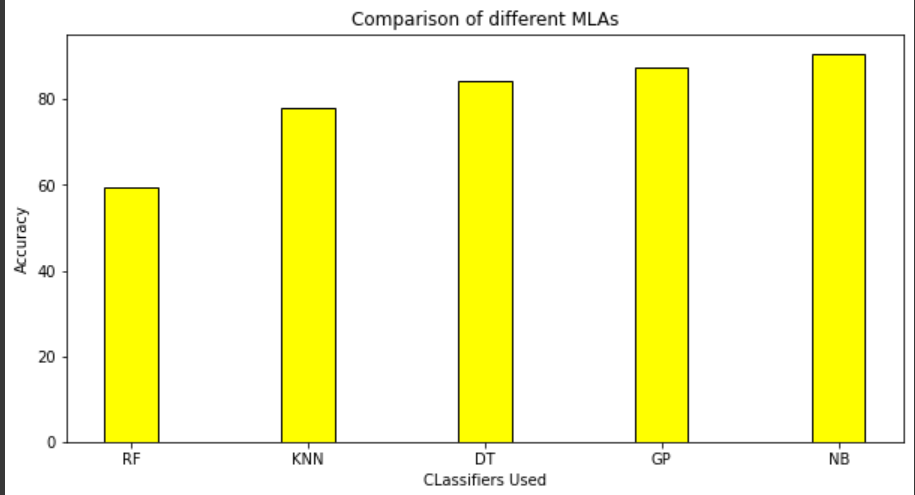 Comparison of different MLAs
Accuracy
80
60
40
20
0
RF KNN DT GP NB
CLassifiers Used